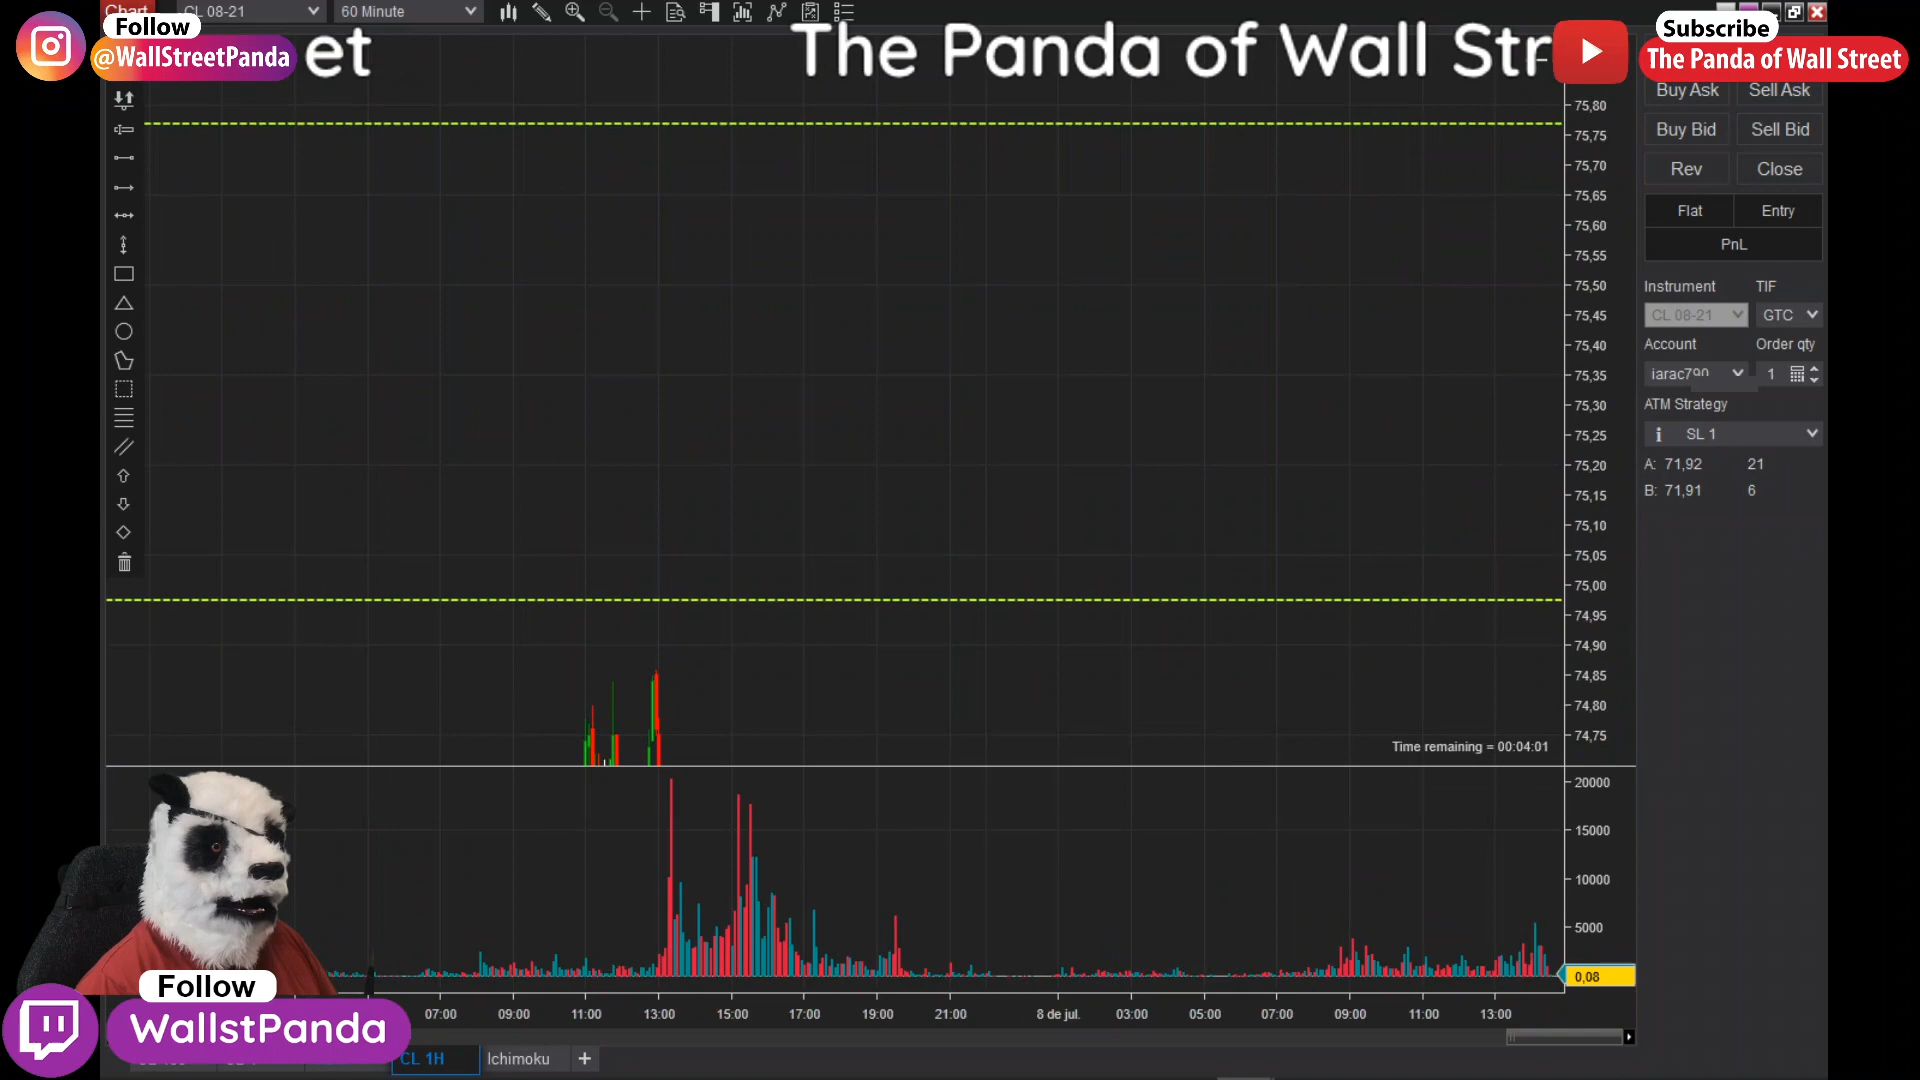 Chart
CL 08-21
60 Minute
Follow
@WallStreetPanda
et
The Panda of Wall Str
Subscribe
The Panda of Wall Street
Buy Ask
Sell Ask
Buy Bid
Sell Bid
Rev
Close
Flat
Entry
PnL
Instrument
TIF
CL 08-21
GTC
Account
Order qty
iarac790
1
ATM Strategy
SL 1
A: 71,92
21
B: 71,91
6
75,80
75,75
75,70
75,65
75,60
75,55
75,50
75,45
75,40
75,35
75,30
75,25
75,20
75,15
75,10
75,05
75,00
74,95
74,90
74,85
74,80
74,75
Time remaining = 00:04:01
20000
15000
10000
5000
0,08
07:00
09:00
11:00
13:00
15:00
17:00
19:00
21:00
8 de jul.
03:00
05:00
07:00
09:00
11:00
13:00
Follow
WallstPanda
CL 1H
Ichimoku